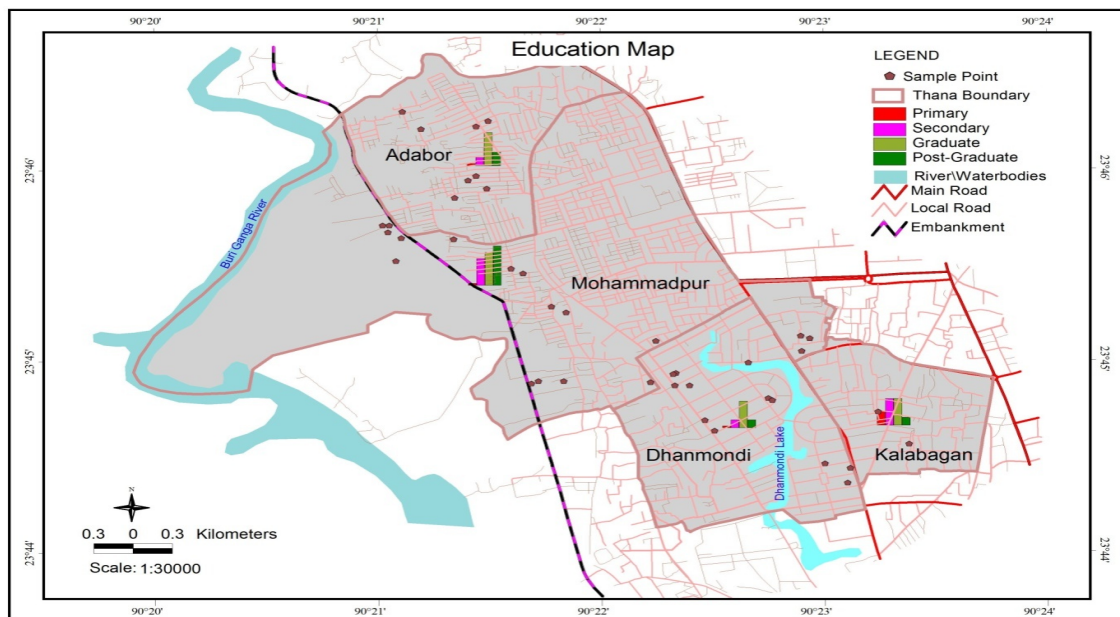 90°20' 90°21' 90°22' 90°23' 90°24'
Education Map
LEGEND
Sample Point
Thana Boundary
Primary
Secondary
Graduate
Post-Graduate
River\Waterbodies
Main Road
Local Road
Embankment
23°46' 23°46'
Adabor
Buri Ganga River
Mohammadpur
23°45' 23°45'
Dhanmondi
Dhanmondi Lake
Kalabagan
N
0.3 0 0.3 Kilometers
Scale: 1:30000
23°44' 23°44'
90°20' 90°21' 90°22' 90°23' 90°24'